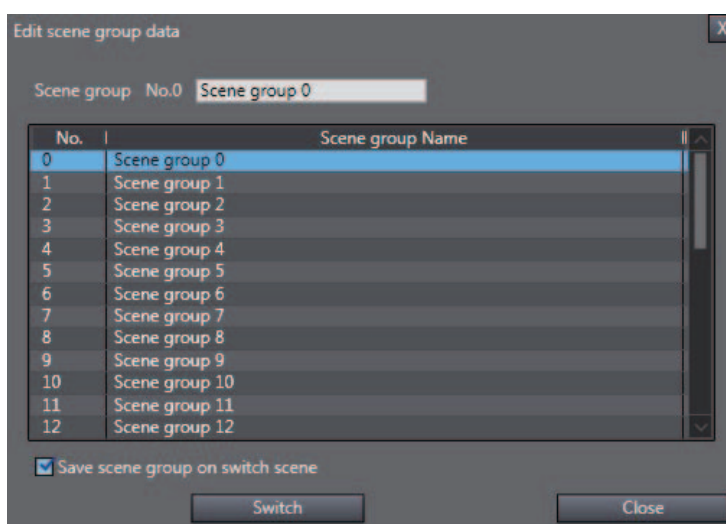 Edit scene group data X
Scene group No.0 Scene group 0
No. Scene group Name
0 Scene group 0
1 Scene group 1
2 Scene group 2
3 Scene group 3
4 Scene group 4
5 Scene group 5
6 Scene group 6
7 Scene group 7
8 Scene group 8
9 Scene group 9
10 Scene group 10
11 Scene group 11
12 Scene group 12
Save scene group on switch scene
Switch Close